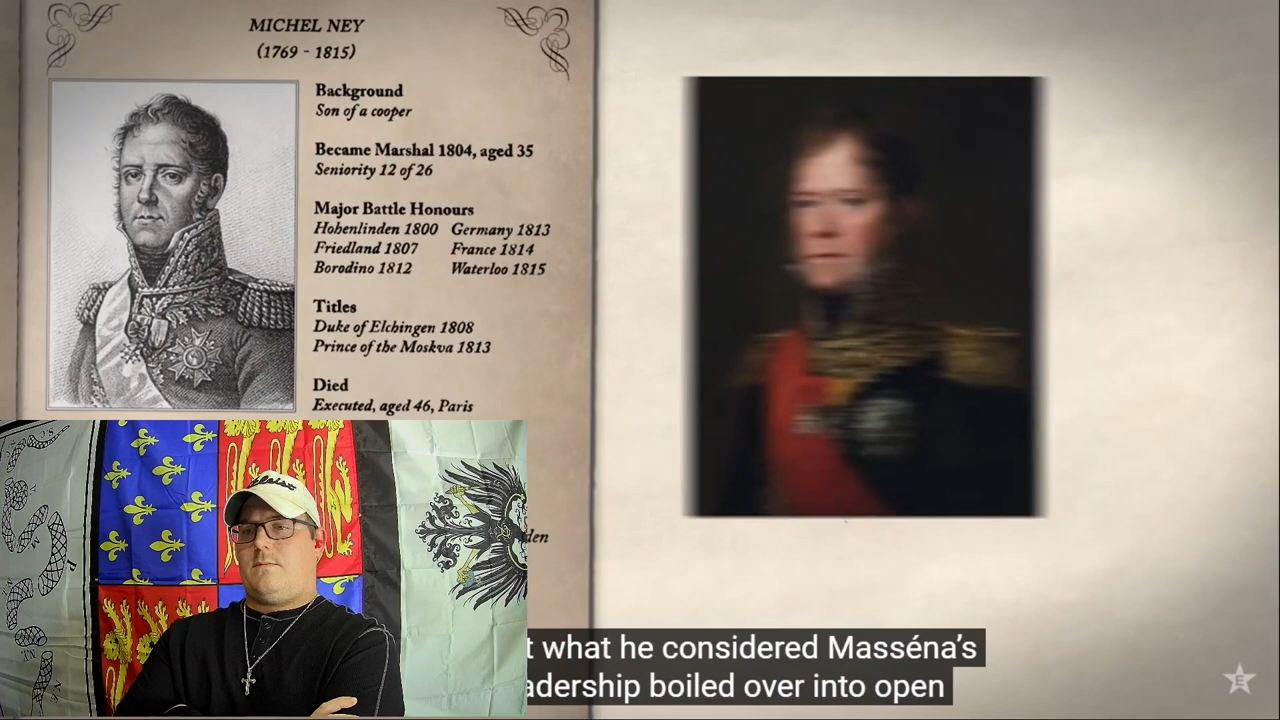 MICHEL NEY
(1769 - 1815)
Background
Son of a cooper
Became Marshal 1804, aged 35
Seniority 12 of 26
Major Battle Honours
Hohenlinden 1800 Germany 1813
Friedland 1807 France 1814
Borodino 1812 Waterloo 1815
Titles
Duke of Elchingen 1808
Prince of the Moskva 1813
Died
Executed, aged 46, Paris
den
t what he considered Masséna's
adership boiled over into open
E